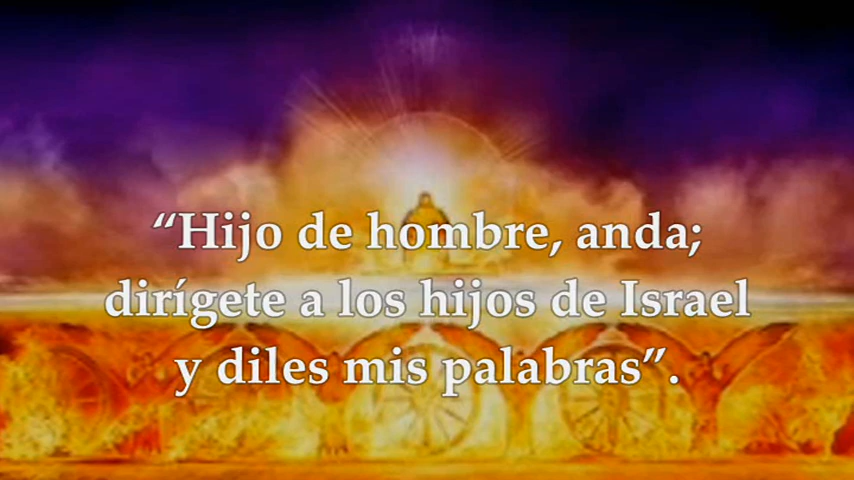 “Hijo de hombre, anda;
dirígete a los hijos de Israel
y diles mis palabras”.